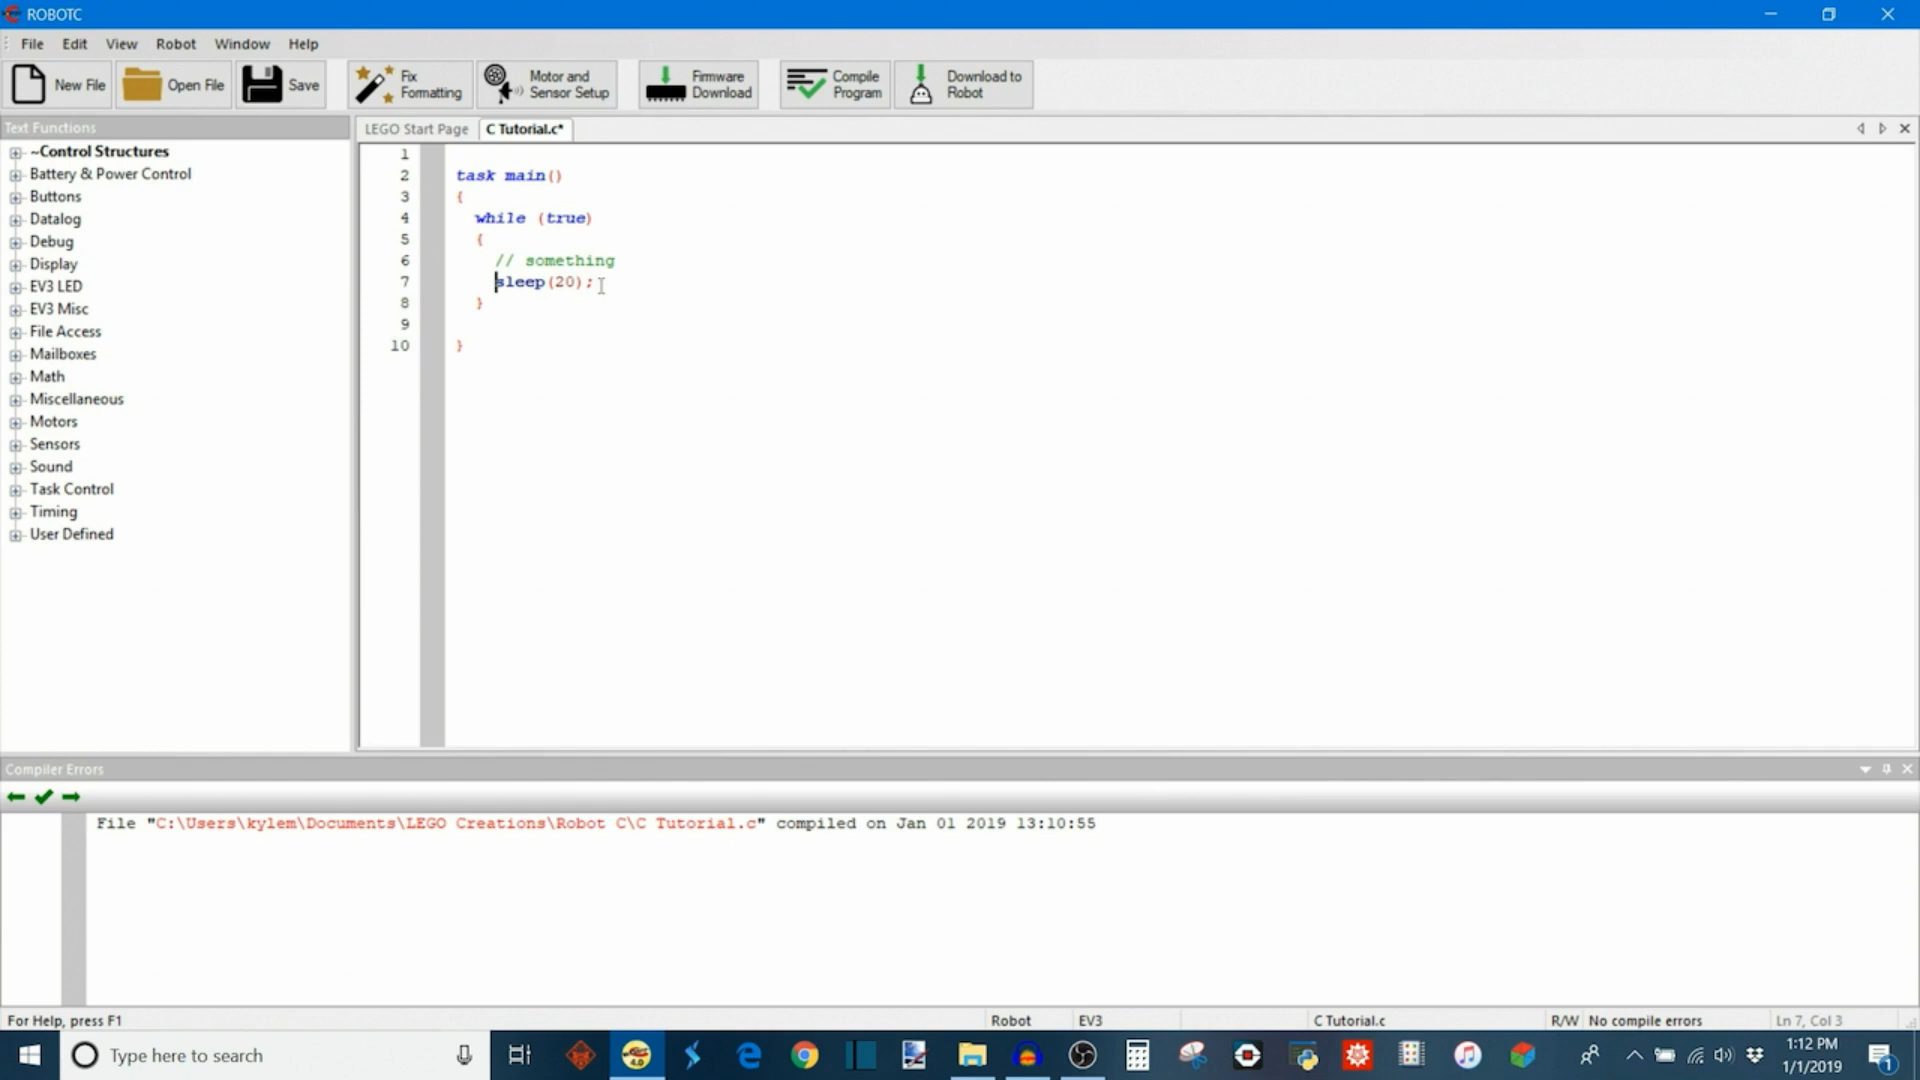 ROBOTC
File Edit View Robot Window Help
New File Open File Save Fix Formatting Motor and Sensor Setup Firmware Download Compile Program Download to Robot
Text Functions
~Control Structures
Battery & Power Control
Buttons
Datalog
Debug
Display
EV3 LED
EV3 Misc
File Access
Mailboxes
Math
Miscellaneous
Motors
Sensors
Sound
Task Control
Timing
User Defined
LEGO Start Page C Tutorial.c*
1
2 task main()
3 {
4 while (true)
5 {
6 // something
7 sleep(20);
8 }
9
10 }
Compiler Errors
File "C:\Users\kylem\Documents\LEGO Creations\Robot C\C Tutorial.c" compiled on Jan 01 2019 13:10:55
For Help, press F1 Robot EV3 C Tutorial.c R/W No compile errors Ln 7, Col 3
Type here to search
4.0
1:12 PM
1/1/2019
1